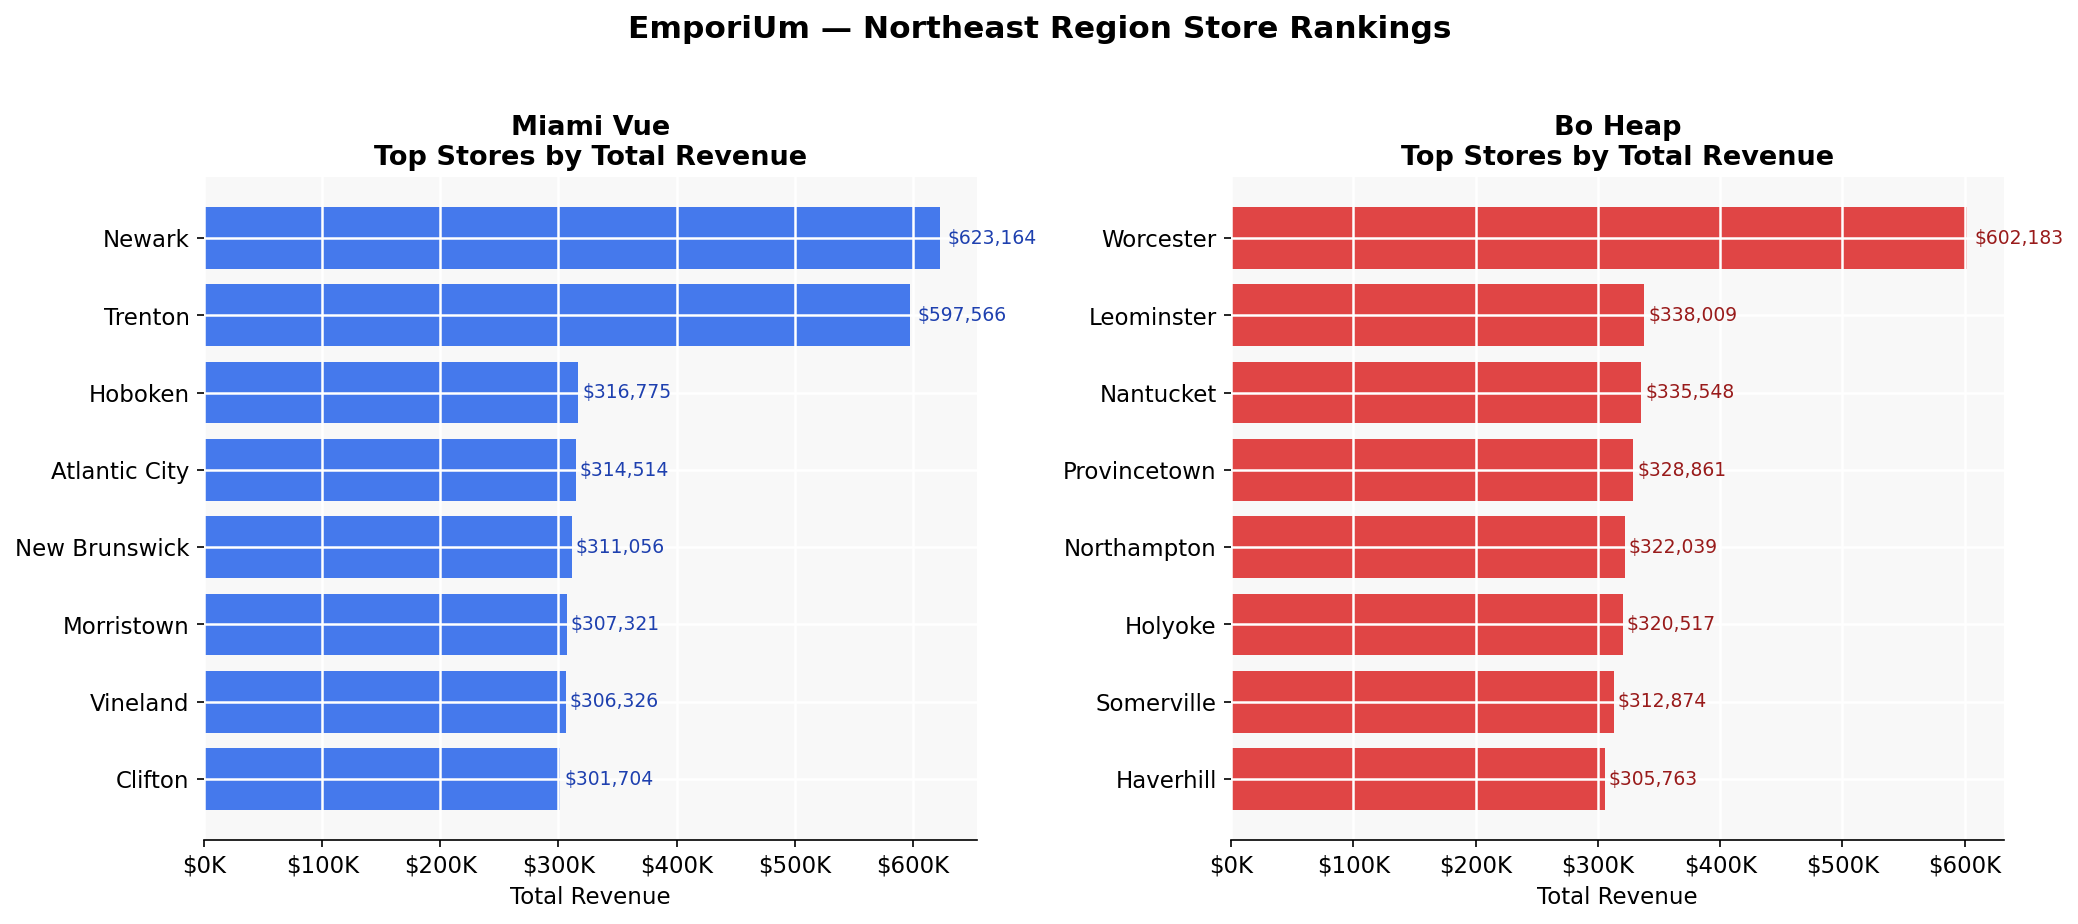 EmporiUm — Northeast Region Store Rankings
Miami Vue
Top Stores by Total Revenue
Newark
$623,164
Trenton
$597,566
Hoboken
$316,775
Atlantic City
$314,514
New Brunswick
$311,056
Morristown
$307,321
Vineland
$306,326
Clifton
$301,704
$0K $100K $200K $300K $400K $500K $600K
Total Revenue
Bo Heap
Top Stores by Total Revenue
Worcester
$602,183
Leominster
$338,009
Nantucket
$335,548
Provincetown
$328,861
Northampton
$322,039
Holyoke
$320,517
Somerville
$312,874
Haverhill
$305,763
$0K $100K $200K $300K $400K $500K $600K
Total Revenue